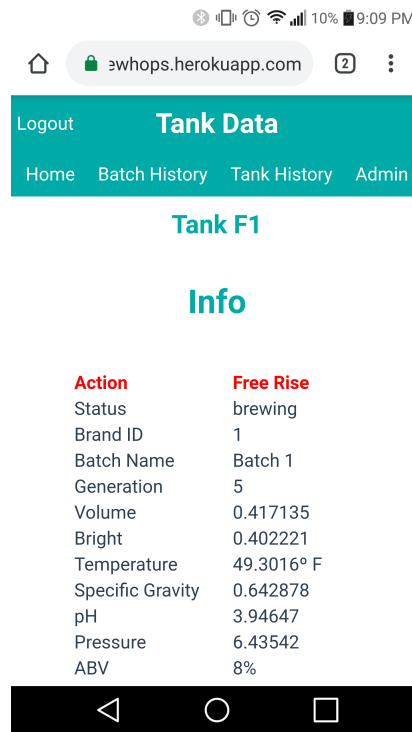 10% 9:09 PM
ewhops.herokuapp.com 2
Logout Tank Data
Home Batch History Tank History Admin
Tank F1
Info
Action Free Rise
Status brewing
Brand ID 1
Batch Name Batch 1
Generation 5
Volume 0.417135
Bright 0.402221
Temperature 49.3016º F
Specific Gravity 0.642878
pH 3.94647
Pressure 6.43542
ABV 8%